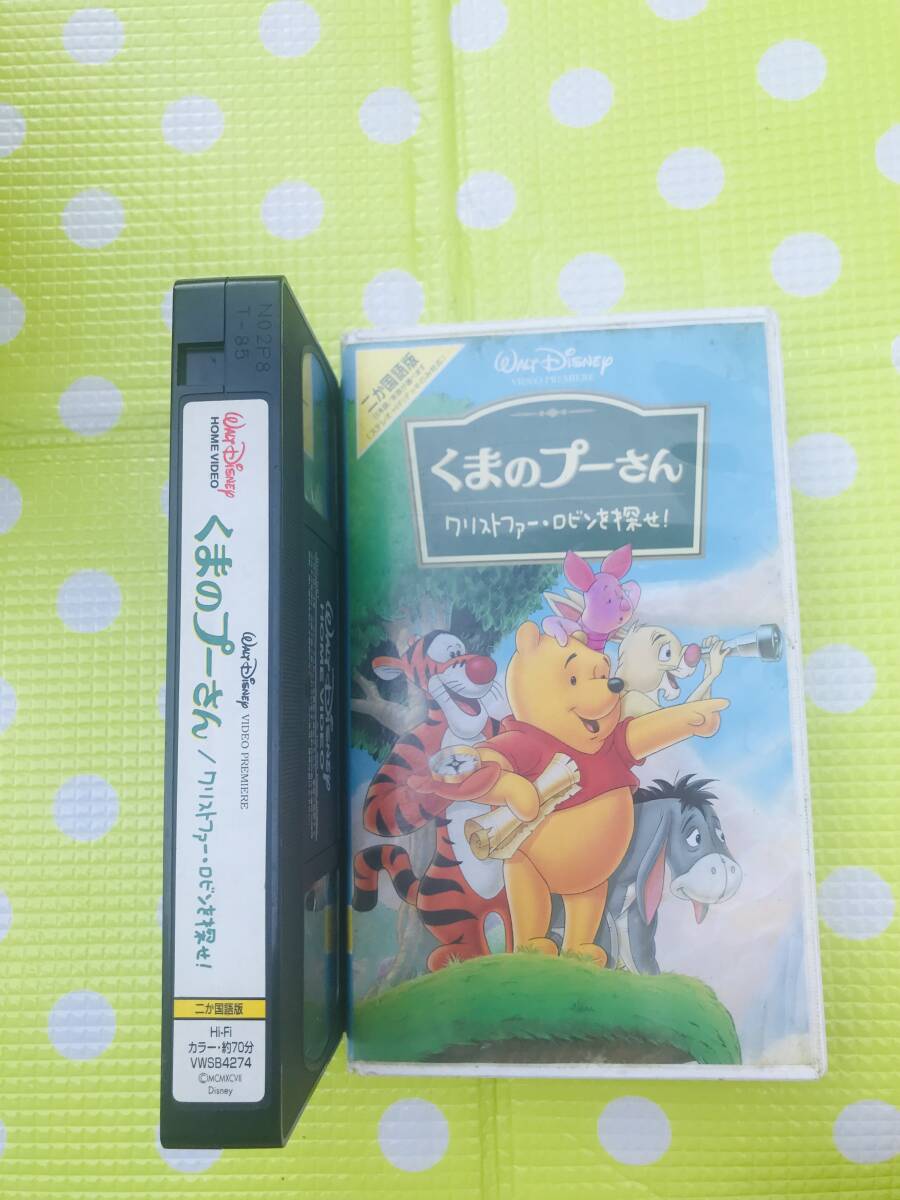 N02P8
T-85
WALT DISNEY
HOME VIDEO
くまのプーさん/クリストファー・ロビンを探せ!
WALT DISNEY VIDEO PREMIERE
二か国語版
Hi-Fi
カラー・約70分
VWSB4274
©MCMXCVII
Disney
WALT DISNEY
HOME VIDEO
二か国語版
WALT DISNEY
VIDEO PREMIERE
くまのプーさん
クリストファー・ロビンを探せ!